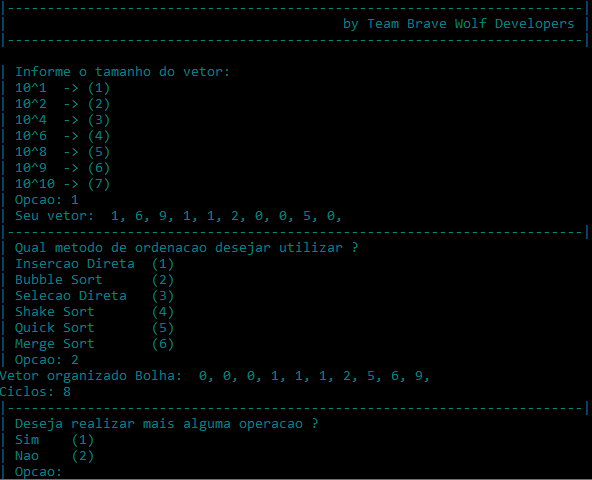 |------------------------------------------------------------------------|
| by Team Brave Wolf Developers |
|------------------------------------------------------------------------|
| Informe o tamanho do vetor:
| 10^1  -> (1)
| 10^2  -> (2)
| 10^4  -> (3)
| 10^6  -> (4)
| 10^8  -> (5)
| 10^9  -> (6)
| 10^10 -> (7)
| Opcao: 1
| Seu vetor:  1, 6, 9, 1, 1, 2, 0, 0, 5, 0,
|------------------------------------------------------------------------|
| Qual metodo de ordenacao desejar utilizar ?
| Insercao Direta  (1)
| Bubble Sort      (2)
| Selecao Direta   (3)
| Shake Sort       (4)
| Quick Sort       (5)
| Merge Sort       (6)
| Opcao: 2
Vetor organizado Bolha:  0, 0, 0, 1, 1, 1, 2, 5, 6, 9,
Ciclos: 8
|------------------------------------------------------------------------|
| Deseja realizar mais alguma operacao ?
| Sim    (1)
| Nao    (2)
| Opcao: